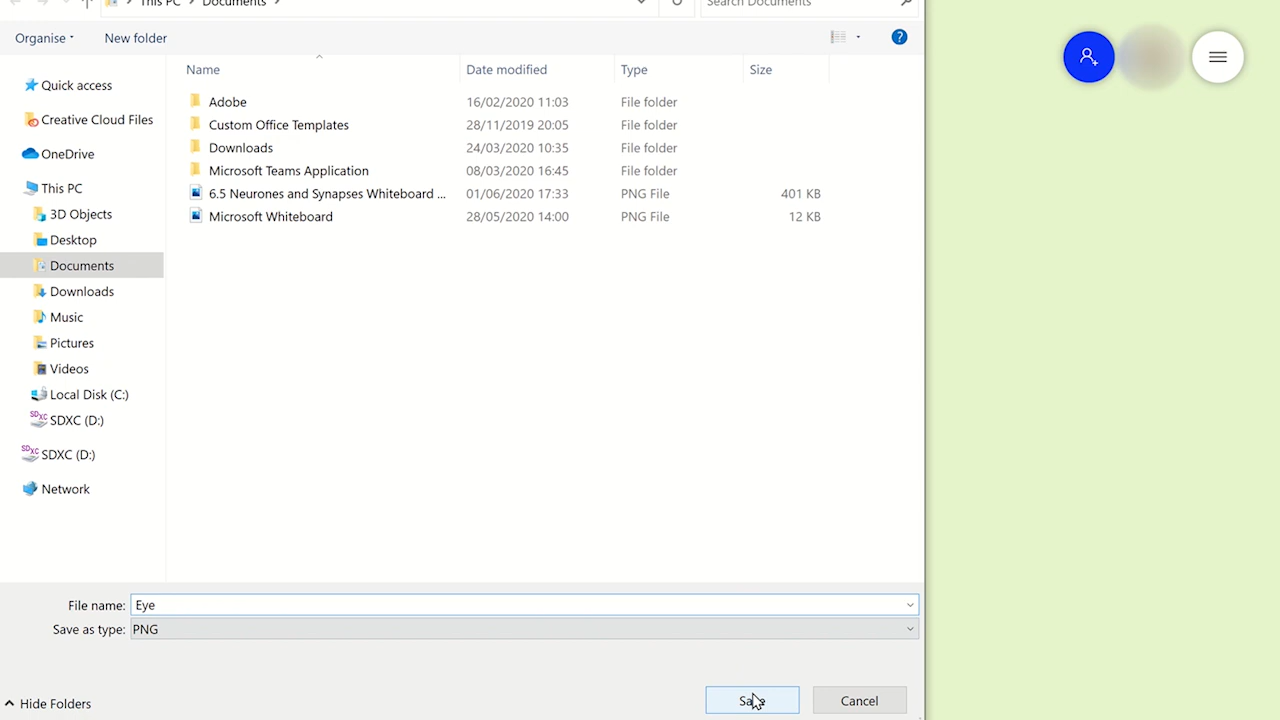 This PC Documents
Search Documents
Organise New folder
?
Name Date modified Type Size
Quick access
Creative Cloud Files
OneDrive
This PC
3D Objects
Desktop
Documents
Downloads
Music
Pictures
Videos
Local Disk (C:)
SDXC (D:)
SDXC (D:)
Network
Adobe 16/02/2020 11:03 File folder
Custom Office Templates 28/11/2019 20:05 File folder
Downloads 24/03/2020 10:35 File folder
Microsoft Teams Application 08/03/2020 16:45 File folder
6.5 Neurones and Synapses Whiteboard ... 01/06/2020 17:33 PNG File 401 KB
Microsoft Whiteboard 28/05/2020 14:00 PNG File 12 KB
File name: Eye
Save as type: PNG
Hide Folders
Save Cancel